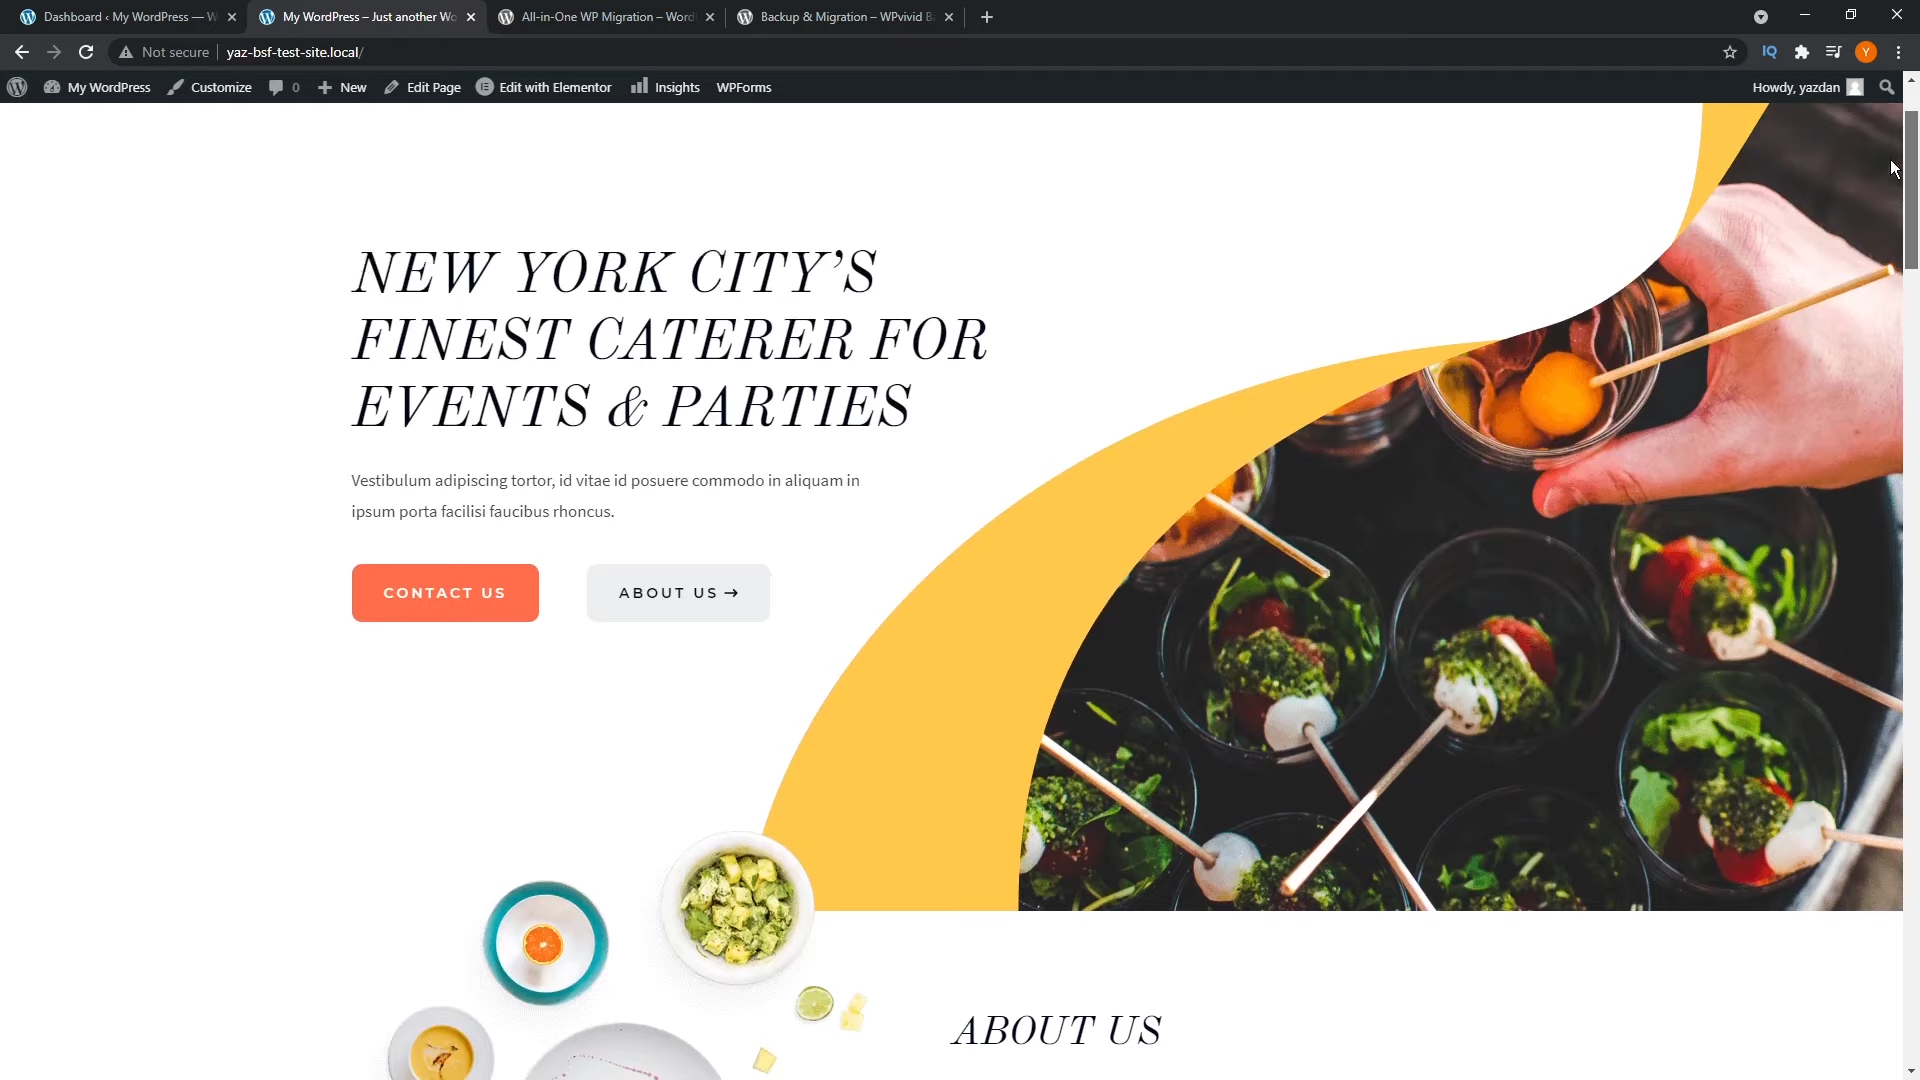 Dashboard ‹ My WordPress — W
My WordPress – Just another Wo
All-in-One WP Migration – Word
Backup & Migration – WPvivid B
Not secure
yaz-bsf-test-site.local/
IQ
Y
My WordPress
Customize
0
New
Edit Page
Edit with Elementor
Insights
WPForms
Howdy, yazdan
NEW YORK CITY’S
FINEST CATERER FOR
EVENTS & PARTIES
Vestibulum adipiscing tortor, id vitae id posuere commodo in aliquam in
ipsum porta facilisi faucibus rhoncus.
CONTACT US
ABOUT US →
ABOUT US